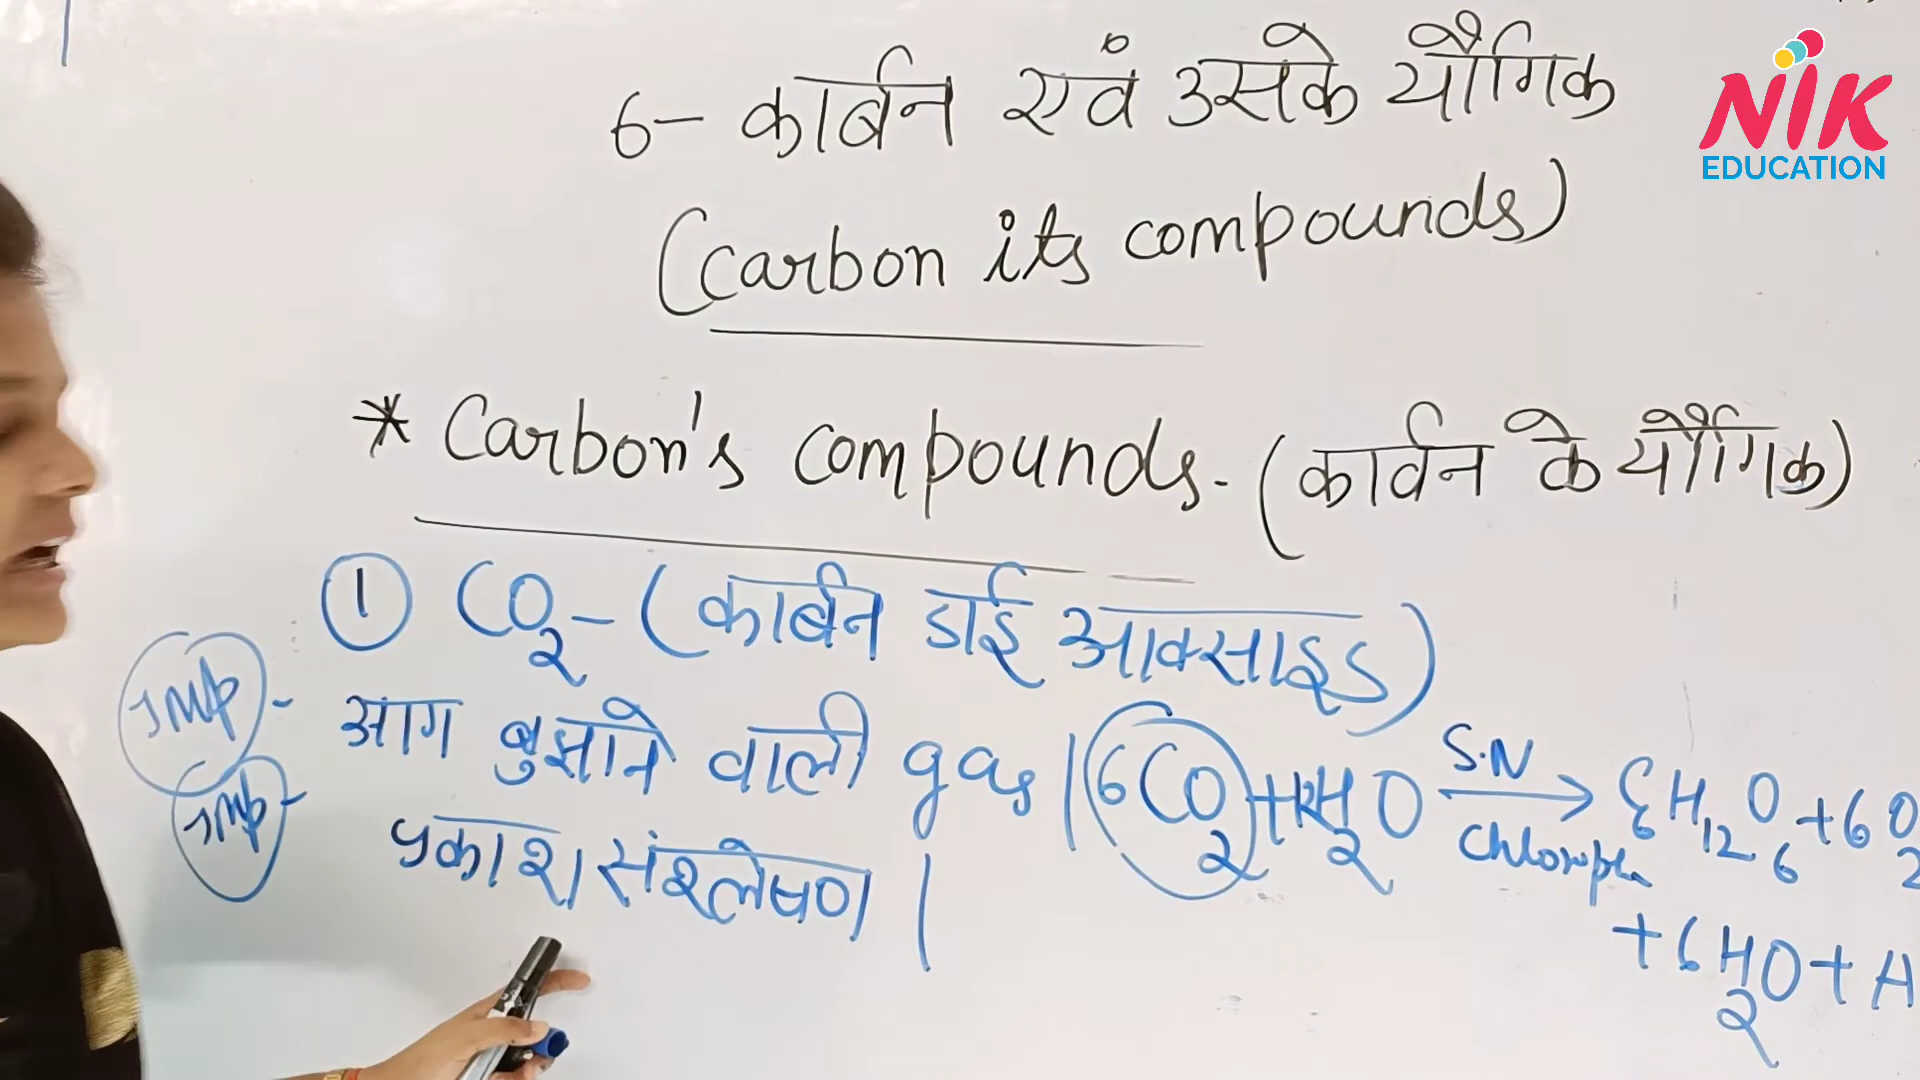 6- कार्बन एवं उसके यौगिक
(carbon its compounds)
* Carbon's compounds. (कार्बन के यौगिक)
① CO2 - (कार्बन डाई आक्साइड)
Imp - आग बुझाने वाली gas | 6CO2 + 12H2O S.N → C6H12O6 + 6O2
Imp - प्रकाश संश्लेषण |
+ 6H2O + A
NIK
EDUCATION